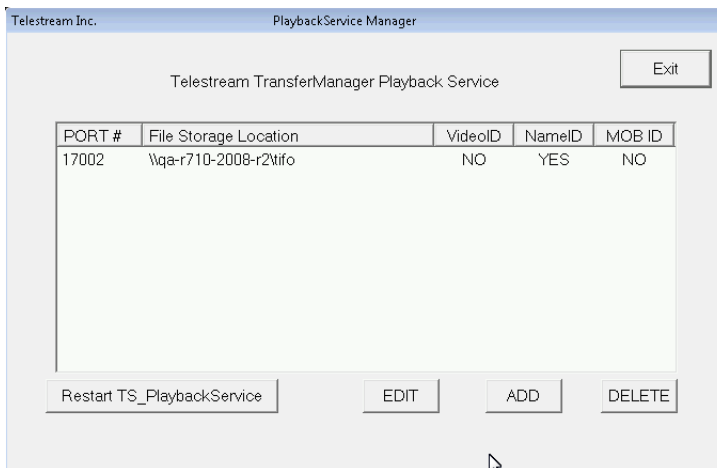 Telestream Inc. PlaybackService Manager
Exit
Telestream TransferManager Playback Service
PORT # File Storage Location VideoID NameID MOB ID
17002 \\qa-r710-2008-r2\tifo NO YES NO
Restart TS_PlaybackService EDIT ADD DELETE